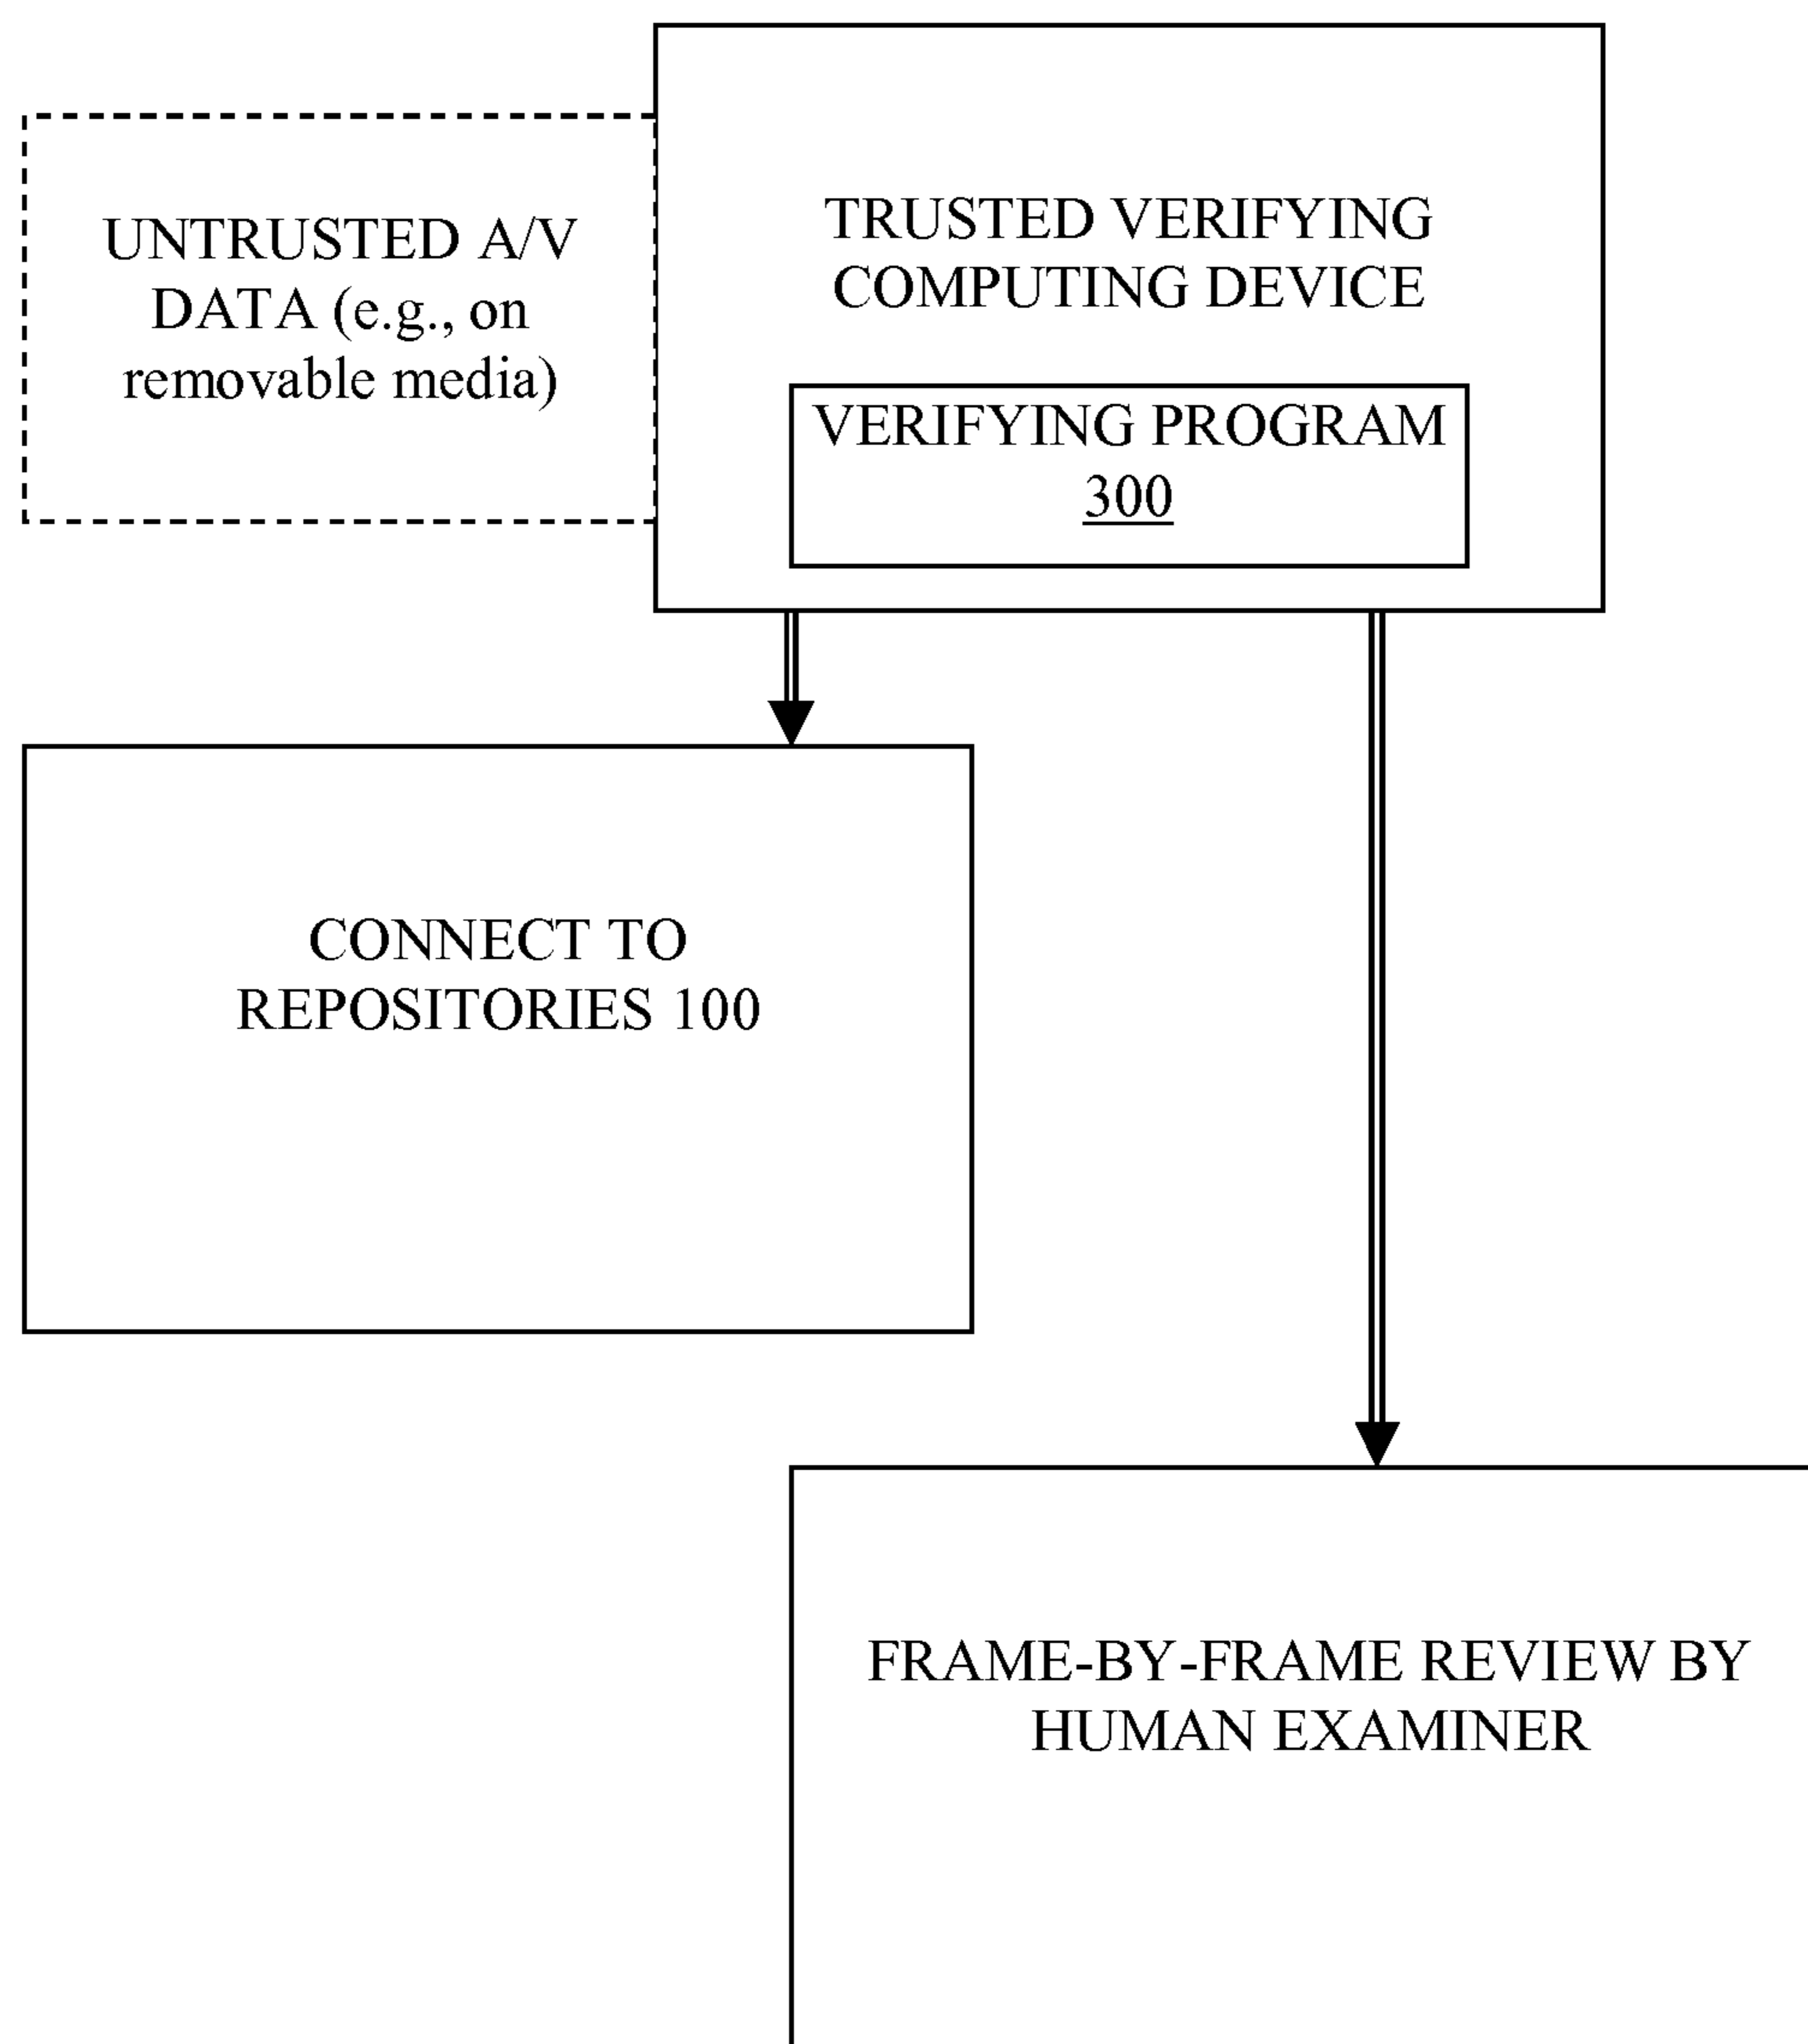 UNTRUSTED A/V
DATA (e.g., on
removable media)
TRUSTED VERIFYING
COMPUTING DEVICE
VERIFYING PROGRAM
300
CONNECT TO
REPOSITORIES 100
FRAME-BY-FRAME REVIEW BY
HUMAN EXAMINER